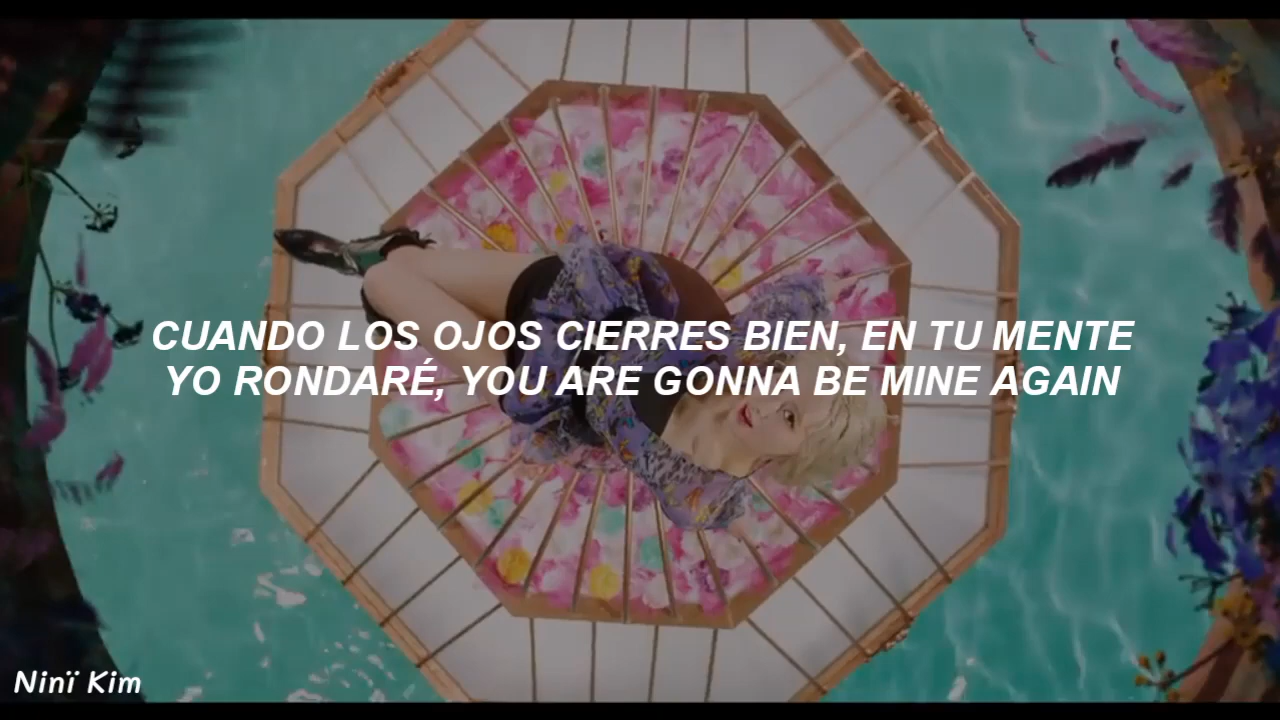 CUANDO LOS OJOS CIERRES BIEN, EN TU MENTE
YO RONDARÉ, YOU ARE GONNA BE MINE AGAIN
Ninï Kim